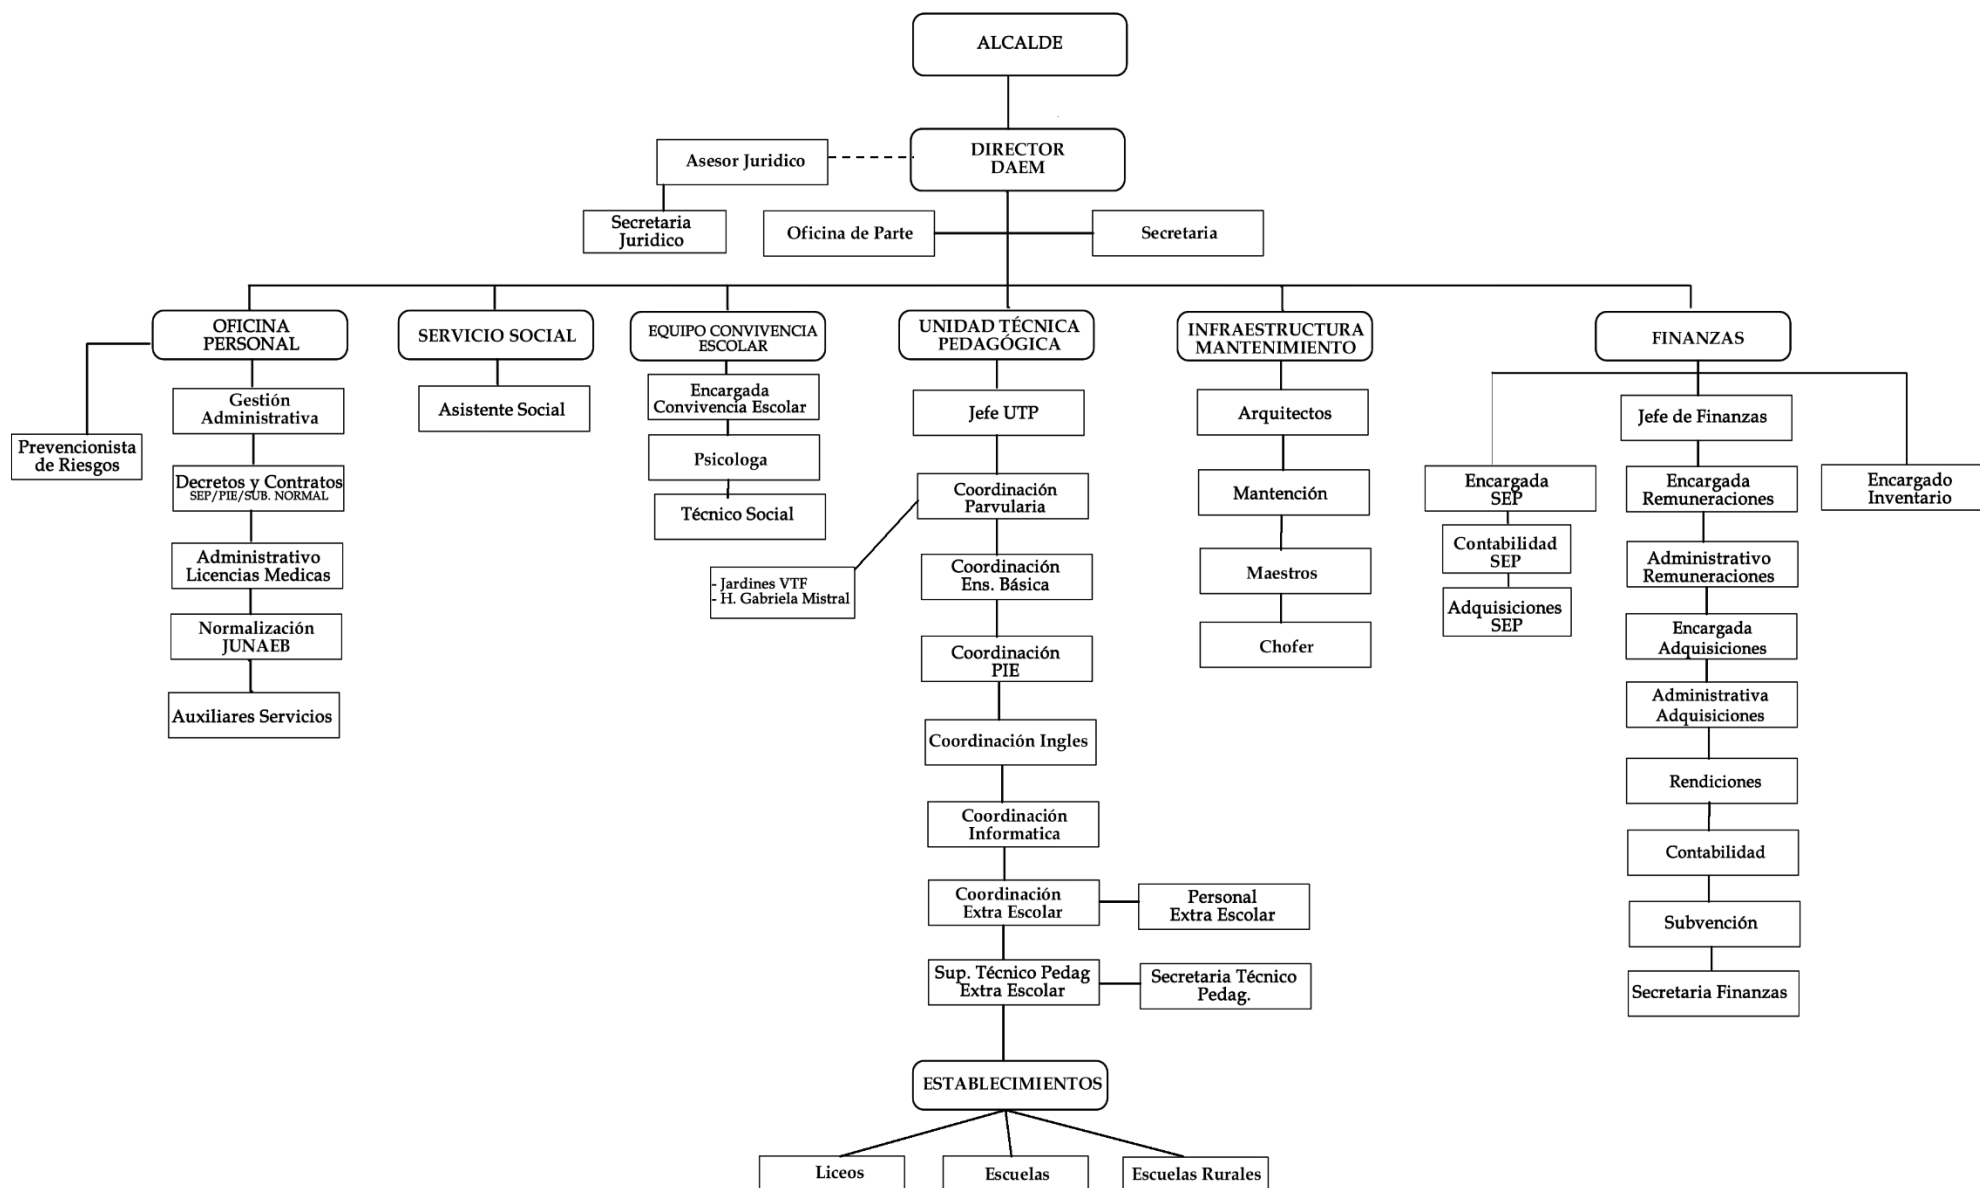 ALCALDE
DIRECTOR
DAEM
Asesor Juridico
Secretaria
Juridico
Oficina de Parte
Secretaria
OFICINA
PERSONAL
SERVICIO SOCIAL
EQUIPO CONVIVENCIA
ESCOLAR
UNIDAD TÉCNICA
PEDAGÓGICA
INFRAESTRUCTURA
MANTENIMIENTO
FINANZAS
Prevencionista
de Riesgos
Gestión
Administrativa
Decretos y Contratos
SEP/PIE/SUB. NORMAL
Administrativo
Licencias Medicas
Normalización
JUNAEB
Auxiliares Servicios
Asistente Social
Encargada
Convivencia Escolar
Psicologa
Técnico Social
Jefe UTP
Coordinación
Parvularia
- Jardines VTF
- H. Gabriela Mistral
Coordinación
Ens. Básica
Coordinación
PIE
Coordinación Ingles
Coordinación
Informatica
Coordinación
Extra Escolar
Personal
Extra Escolar
Sup. Técnico Pedag
Extra Escolar
Secretaria Técnico
Pedag.
Arquitectos
Mantención
Maestros
Chofer
Encargada
SEP
Contabilidad
SEP
Adquisiciones
SEP
Jefe de Finanzas
Encargada
Remuneraciones
Administrativo
Remuneraciones
Encargada
Adquisiciones
Administrativa
Adquisiciones
Rendiciones
Contabilidad
Subvención
Secretaria Finanzas
Encargado
Inventario
ESTABLECIMIENTOS
Liceos
Escuelas
Escuelas Rurales